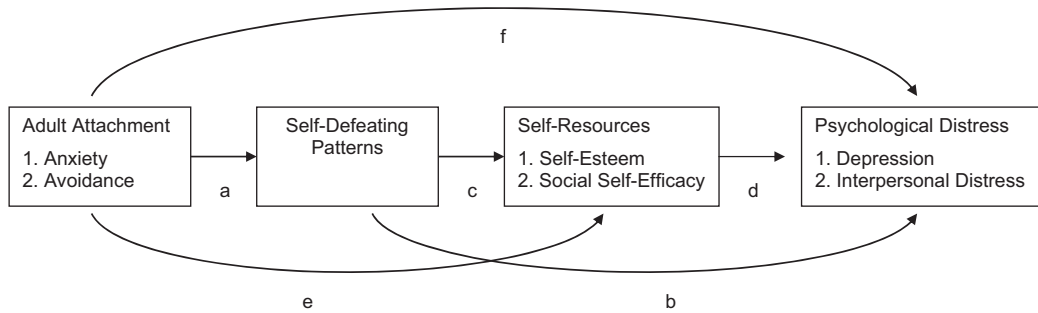 f
Adult Attachment
1. Anxiety
2. Avoidance
Self-Defeating
Patterns
Self-Resources
1. Self-Esteem
2. Social Self-Efficacy
Psychological Distress
1. Depression
2. Interpersonal Distress
a
c
d
e
b